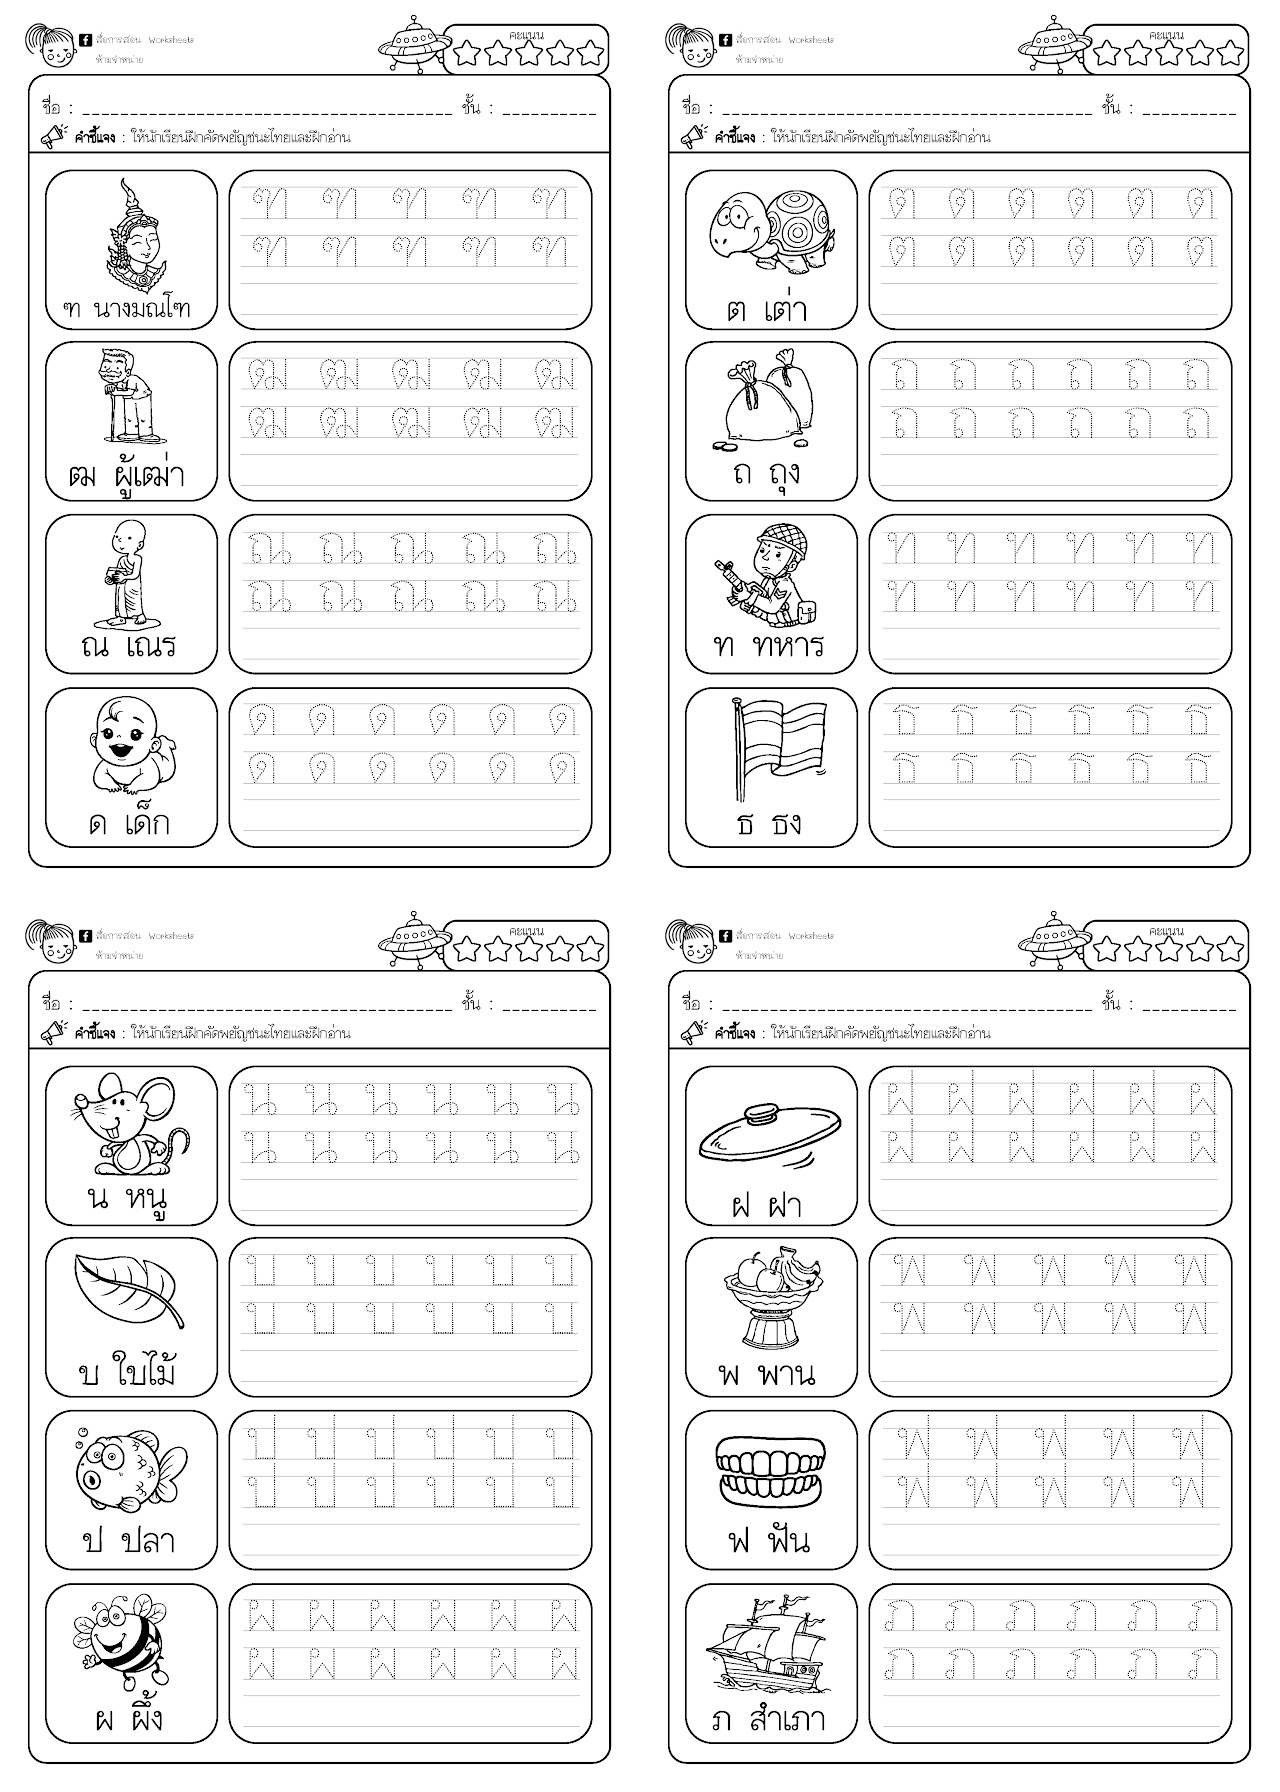 สื่อการสอน Worksheets
ห้ามจำหน่าย
คะแนน
ชื่อ : ชั้น :
คำชี้แจง : ให้นักเรียนฝึกคัดพยัญชนะไทยและฝึกอ่าน
ฑ ฑ ฑ ฑ ฑ
ฑ ฑ ฑ ฑ ฑ
ฑ นางมณโฑ
ฒ ฒ ฒ ฒ ฒ
ฒ ฒ ฒ ฒ ฒ
ฒ ผู้เฒ่า
ณ ณ ณ ณ ณ
ณ ณ ณ ณ ณ
ณ เณร
ด ด ด ด ด ด
ด ด ด ด ด ด
ด เด็ก
สื่อการสอน Worksheets
ห้ามจำหน่าย
คะแนน
ชื่อ : ชั้น :
คำชี้แจง : ให้นักเรียนฝึกคัดพยัญชนะไทยและฝึกอ่าน
ต ต ต ต ต ต
ต ต ต ต ต ต
ต เต่า
ถ ถ ถ ถ ถ ถ
ถ ถ ถ ถ ถ ถ
ถ ถุง
ท ท ท ท ท ท
ท ท ท ท ท ท
ท ทหาร
ธ ธ ธ ธ ธ ธ
ธ ธ ธ ธ ธ ธ
ธ ธง
สื่อการสอน Worksheets
ห้ามจำหน่าย
คะแนน
ชื่อ : ชั้น :
คำชี้แจง : ให้นักเรียนฝึกคัดพยัญชนะไทยและฝึกอ่าน
น น น น น น
น น น น น น
น หนู
บ บ บ บ บ บ
บ บ บ บ บ บ
บ ใบไม้
ป ป ป ป ป ป
ป ป ป ป ป ป
ป ปลา
ผ ผ ผ ผ ผ ผ
ผ ผ ผ ผ ผ ผ
ผ ผึ้ง
สื่อการสอน Worksheets
ห้ามจำหน่าย
คะแนน
ชื่อ : ชั้น :
คำชี้แจง : ให้นักเรียนฝึกคัดพยัญชนะไทยและฝึกอ่าน
ฝ ฝ ฝ ฝ ฝ ฝ
ฝ ฝ ฝ ฝ ฝ ฝ
ฝ ฝา
พ พ พ พ พ
พ พ พ พ พ
พ พาน
ฟ ฟ ฟ ฟ ฟ
ฟ ฟ ฟ ฟ ฟ
ฟ ฟัน
ภ ภ ภ ภ ภ ภ
ภ ภ ภ ภ ภ ภ
ภ สำเภา